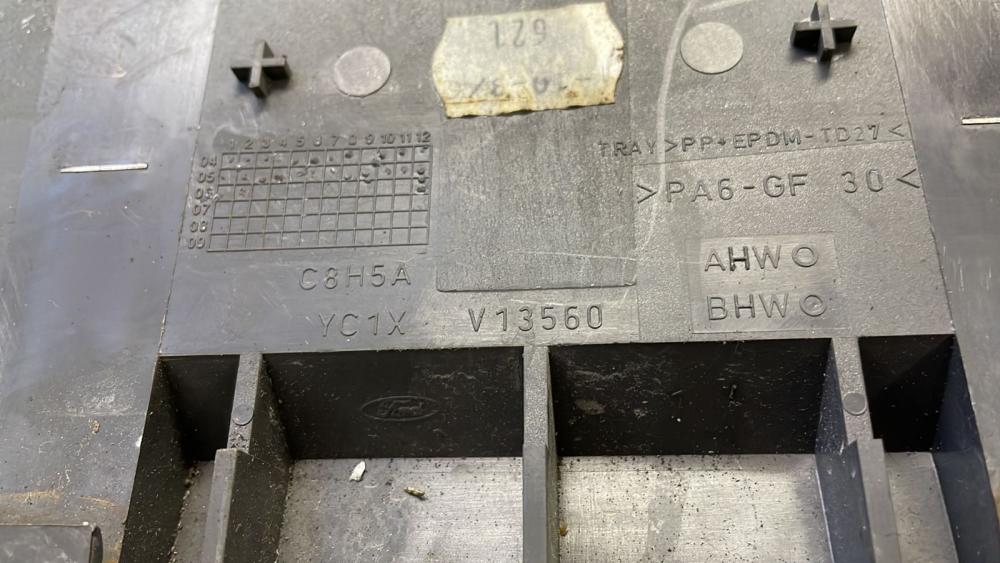 621
TRAY >PP+EPDM-TD27<
>PA6-GF 30<
1 2 3 4 5 6 7 8 9 10 11 12
04
05
06
07
08
09
AHW
BHW
C8H5A
YC1X V13560
Ford